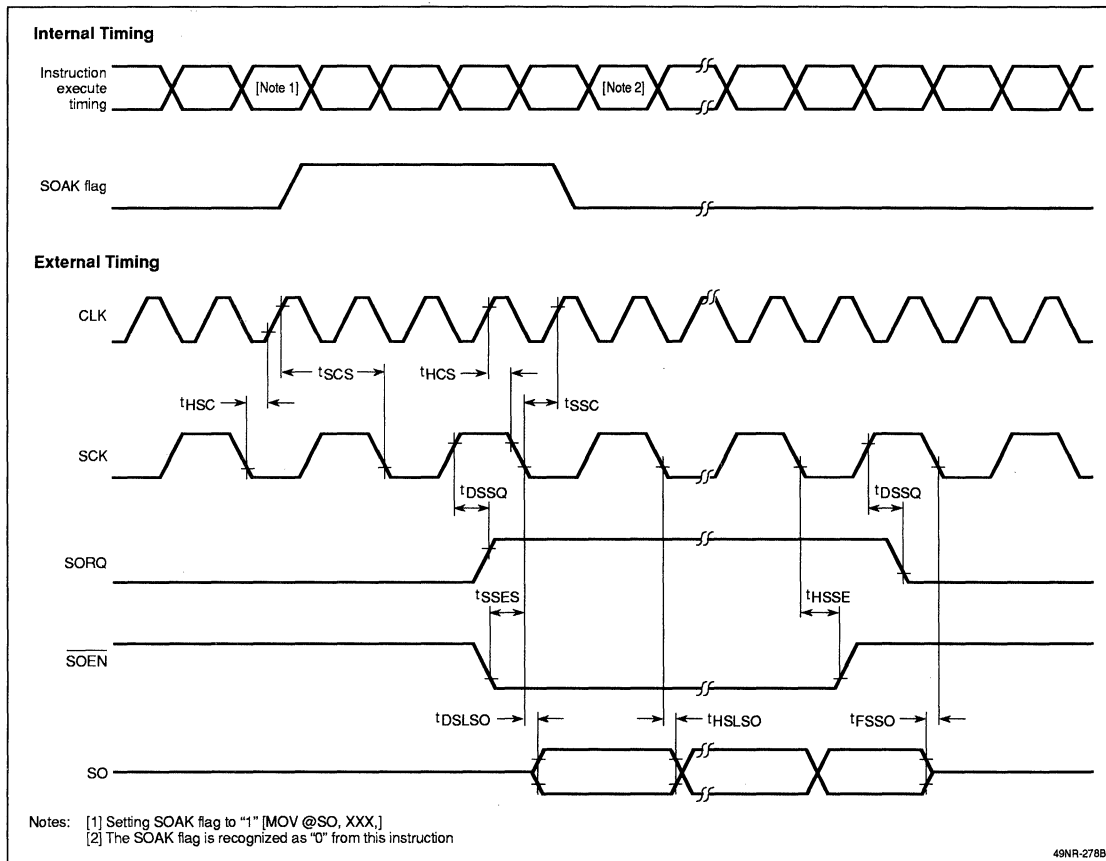 Internal Timing
Instruction
execute
timing
[Note 1]
[Note 2]
SOAK flag
External Timing
CLK
tSCS
tHCS
tHSC
tSSC
SCK
tDSSQ
tDSSQ
SORQ
tSSES
tHSSE
SOEN
tDSLSO
tHSLSO
tFSSO
SO
Notes: [1] Setting SOAK flag to "1" [MOV @SO, XXX,]
[2] The SOAK flag is recognized as "0" from this instruction
49NR-278B